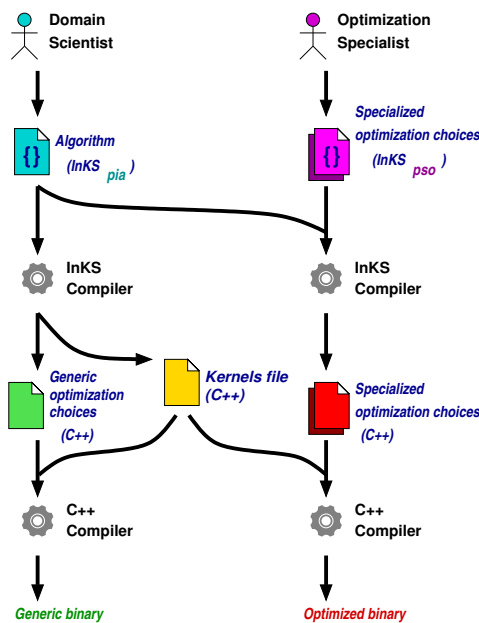 Domain
Scientist
Optimization
Specialist
{}
Algorithm
(InKS pia )
{}
Specialized
optimization choices
(InKS pso )
InKS
Compiler
InKS
Compiler
Generic
optimization
choices
(C++)
Kernels file
(C++)
Specialized
optimization choices
(C++)
C++
Compiler
C++
Compiler
Generic binary
Optimized binary